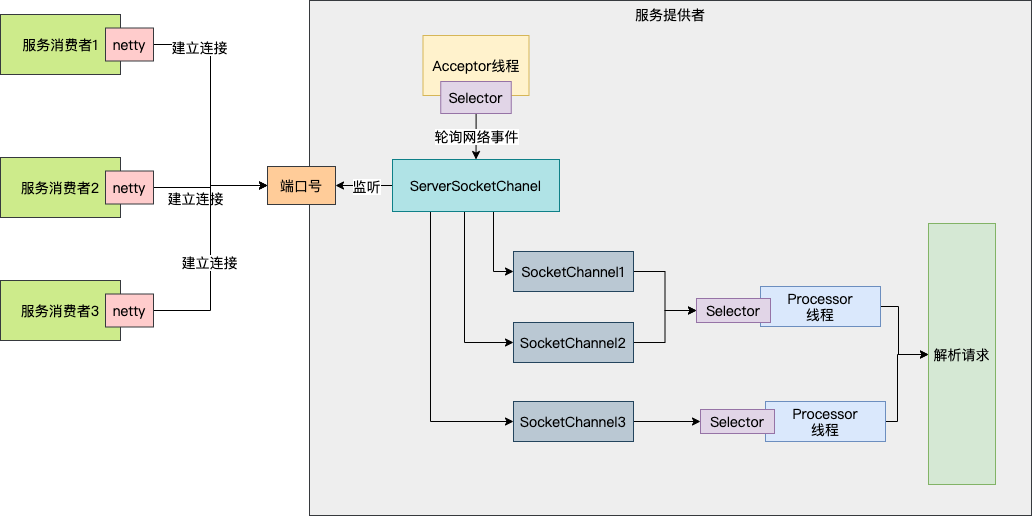 服务提供者
服务消费者1
netty
建立连接
Acceptor线程
Selector
轮询网络事件
服务消费者2
netty
建立连接
端口号
监听
ServerSocketChanel
建立连接
SocketChannel1
服务消费者3
netty
Selector
Processor
线程
SocketChannel2
解析请求
SocketChannel3
Selector
Processor
线程